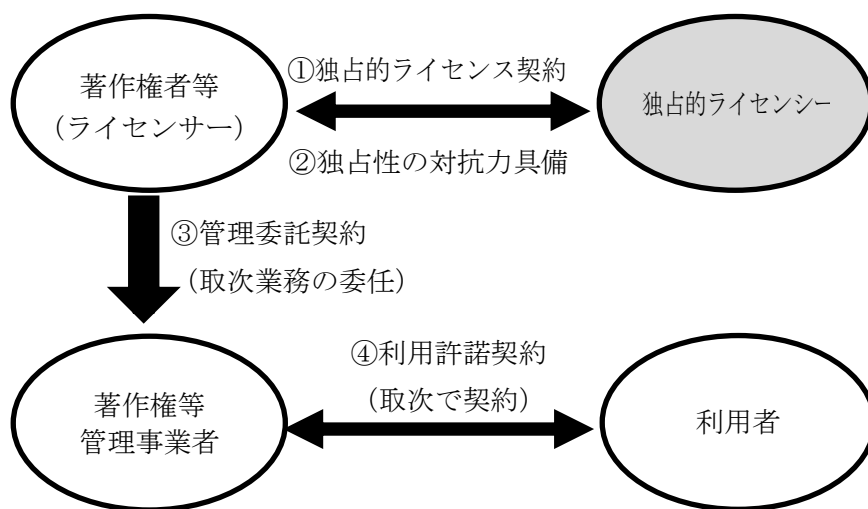 著作権者等
(ライセンサー)
①独占的ライセンス契約
②独占性の対抗力具備
独占的ライセンシー
③管理委託契約
(取次業務の委任)
著作権等
管理事業者
④利用許諾契約
(取次で契約)
利用者